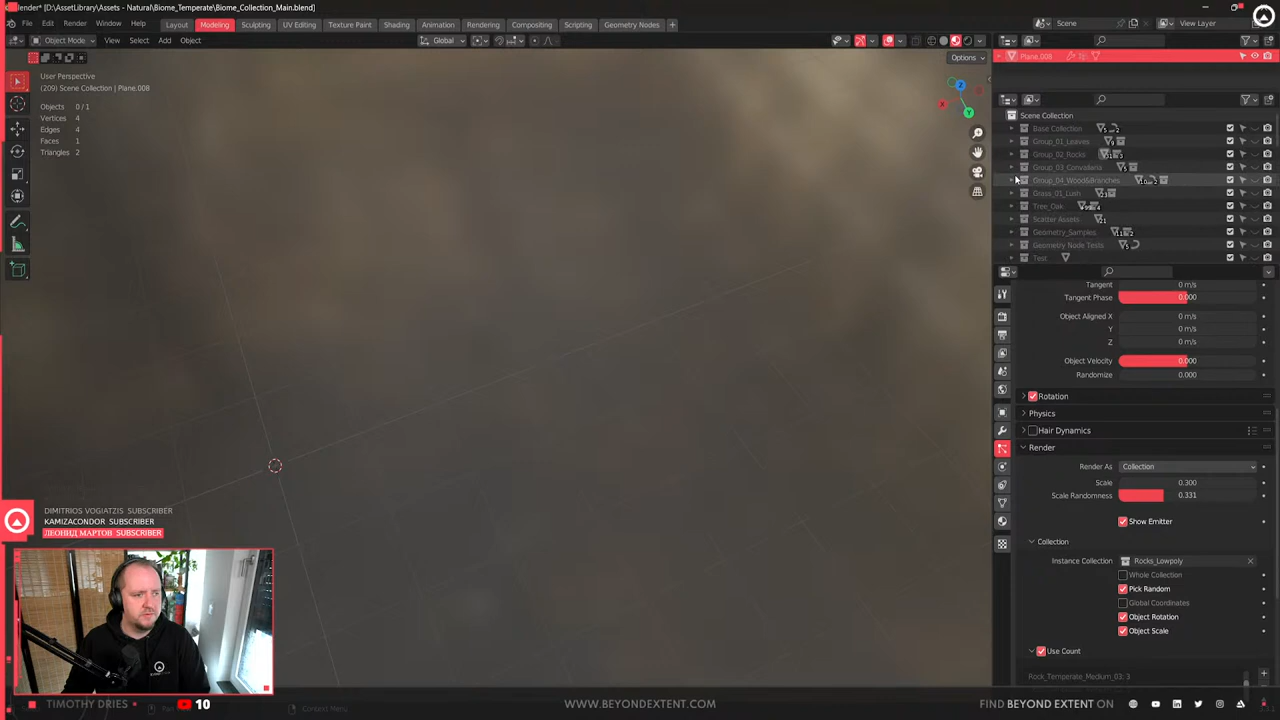 Blender* [D:\AssetLibrary\Assets - Natural\Biome_Temperate\Biome_Collection_Main.blend]
File Edit Render Window Help
Layout Modeling Sculpting UV Editing Texture Paint Shading Animation Rendering Compositing Scripting Geometry Nodes +
Scene View Layer
Object Mode View Select Add Object
Global
Options
User Perspective
(209) Scene Collection | Plane.008
Objects 0/1
Vertices 4
Edges 4
Faces 1
Triangles 2
X
Y
Z
Plane.008
Scene Collection
Base Collection
Group_01_Leaves
Group_02_Rocks
Group_03_Convallaria
Group_04_Wood&Branches
Grass_01_Lush
Tree_Oak
Scatter Assets
Geometry_Samples
Geometry Node Tests
Test
Tangent 0 m/s
Tangent Phase 0.000
Object Aligned X 0 m/s
Y 0 m/s
Z 0 m/s
Object Velocity 0.000
Randomize 0.000
Rotation
Physics
Hair Dynamics
Render
Render As Collection
Scale 0.300
Scale Randomness 0.331
Show Emitter
Collection
Instance Collection Rocks_Lowpoly
Whole Collection
Pick Random
Global Coordinates
Object Rotation
Object Scale
Use Count
Rock_Temperate_Medium_03: 3
DIMITRIOS VOGIATZIS SUBSCRIBER
KAMIZACONDOR SUBSCRIBER
ЛЕОНИД МАРТОВ SUBSCRIBER
TIMOTHY DRIES 10
WWW.BEYONDEXTENT.COM
FIND BEYOND EXTENT ON
Context Menu